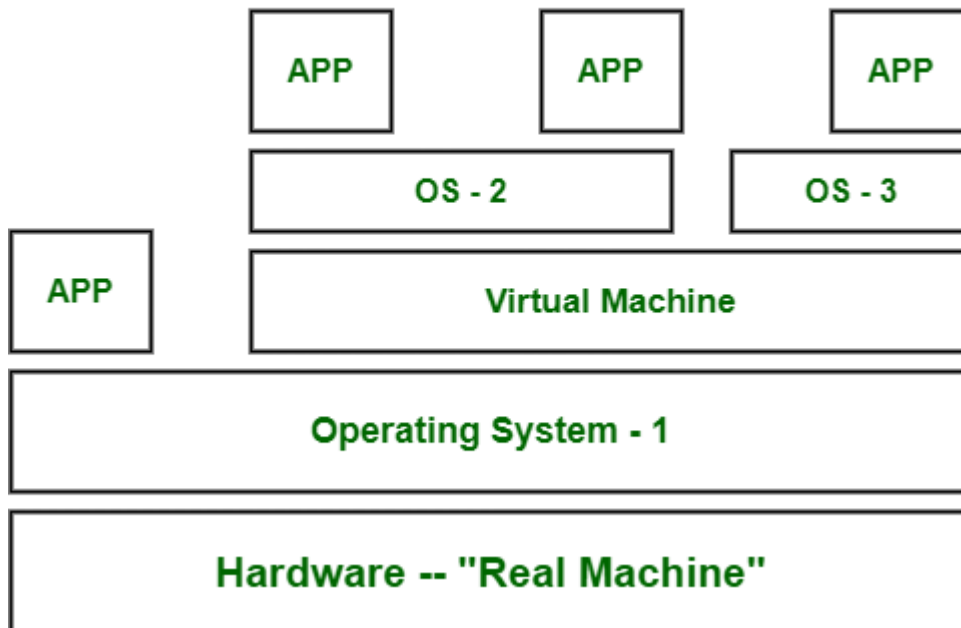 APP
APP
APP
OS - 2
OS - 3
APP
Virtual Machine
Operating System - 1
Hardware -- "Real Machine"